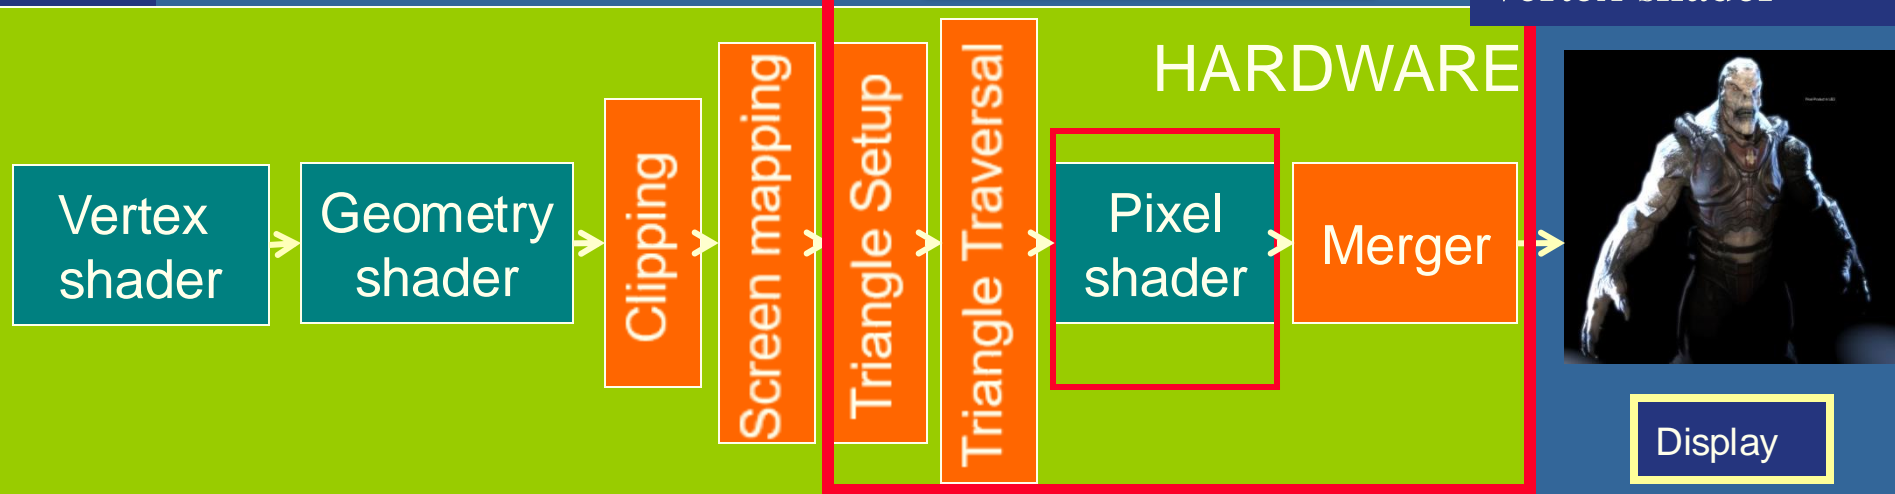 HARDWARE
Vertex
shader
Geometry
shader
Clipping
Screen mapping
Triangle Setup
Triangle Traversal
Pixel
shader
Merger
Display